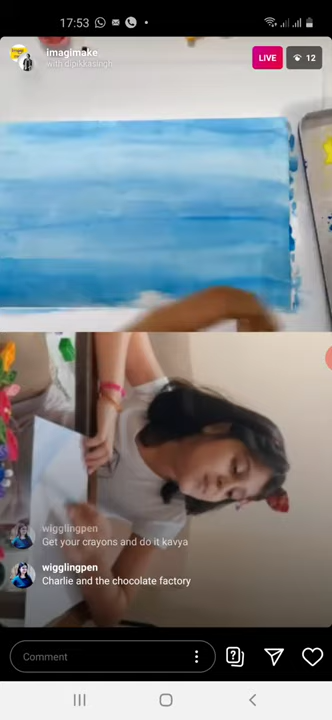 17:53
imagimake_
with dipikkasingh
LIVE
12
wigglingpen
Get your crayons and do it kavya
wigglingpen
Charlie and the chocolate factory
Comment